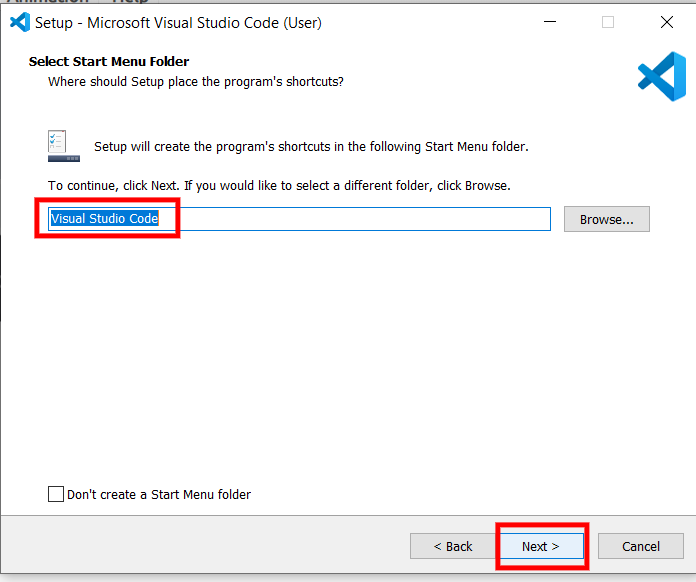 Animation Help
Setup - Microsoft Visual Studio Code (User)
Select Start Menu Folder
Where should Setup place the program's shortcuts?
Setup will create the program's shortcuts in the following Start Menu folder.
To continue, click Next. If you would like to select a different folder, click Browse.
Visual Studio Code
Browse...
Don't create a Start Menu folder
< Back
Next >
Cancel